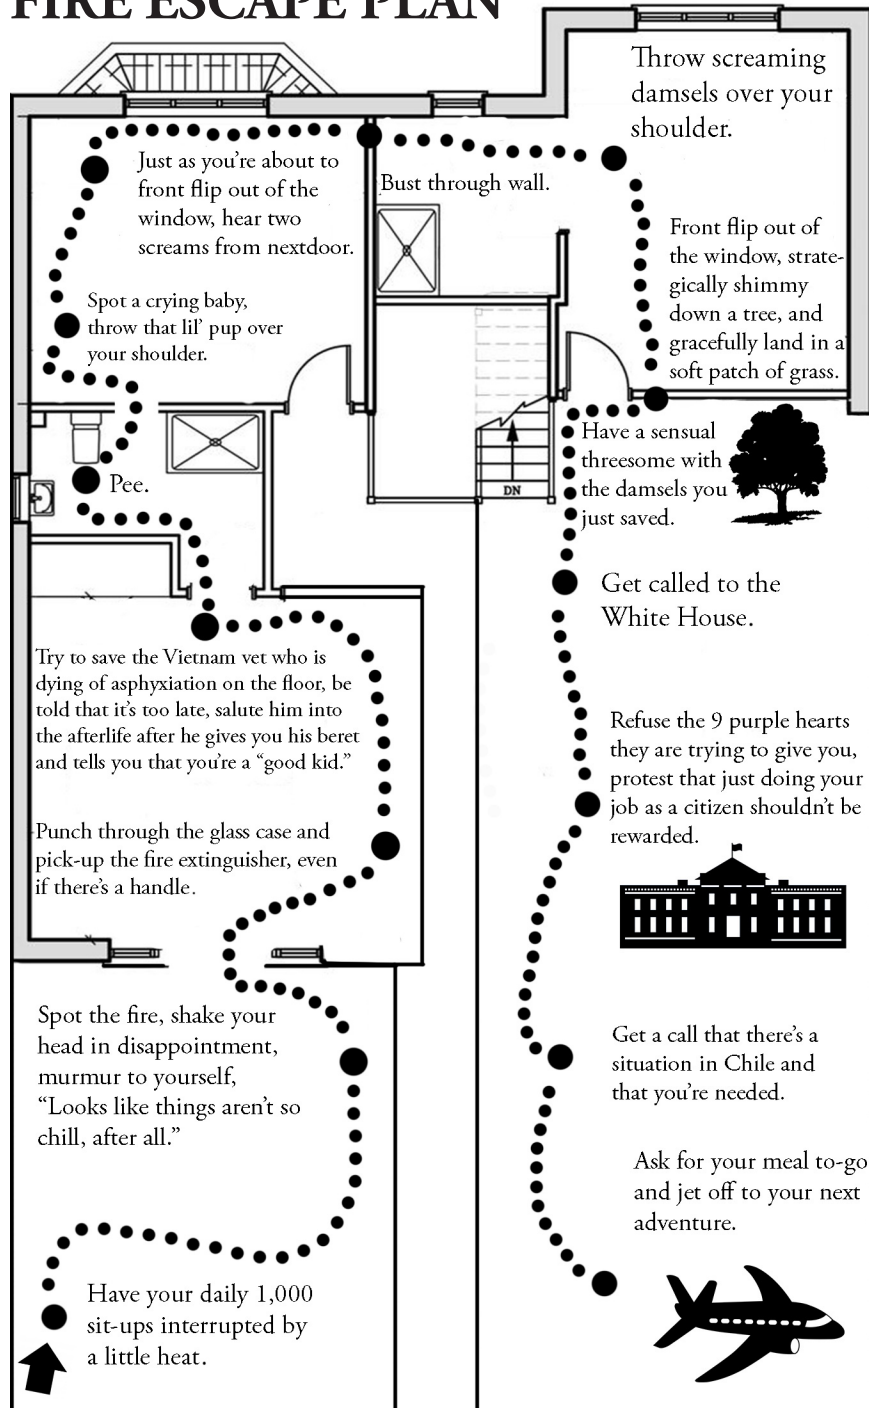 FIRE ESCAPE PLAN
Have your daily 1,000
sit-ups interrupted by
a little heat.
Spot the fire, shake your
head in disappointment,
murmur to yourself,
“Looks like things aren’t so
chill, after all.”
Punch through the glass case and
pick-up the fire extinguisher, even
if there’s a handle.
Try to save the Vietnam vet who is
dying of asphyxiation on the floor, be
told that it’s too late, salute him into
the afterlife after he gives you his beret
and tells you that you’re a “good kid.”
Pee.
Spot a crying baby,
throw that lil’ pup over
your shoulder.
Just as you’re about to
front flip out of the
window, hear two
screams from nextdoor.
Bust through wall.
Throw screaming
damsels over your
shoulder.
Front flip out of
the window, strate-
gically shimmy
down a tree, and
gracefully land in a
soft patch of grass.
DN
Have a sensual
threesome with
the damsels you
just saved.
Get called to the
White House.
Refuse the 9 purple hearts
they are trying to give you,
protest that just doing your
job as a citizen shouldn’t be
rewarded.
Get a call that there’s a
situation in Chile and
that you’re needed.
Ask for your meal to-go
and jet off to your next
adventure.